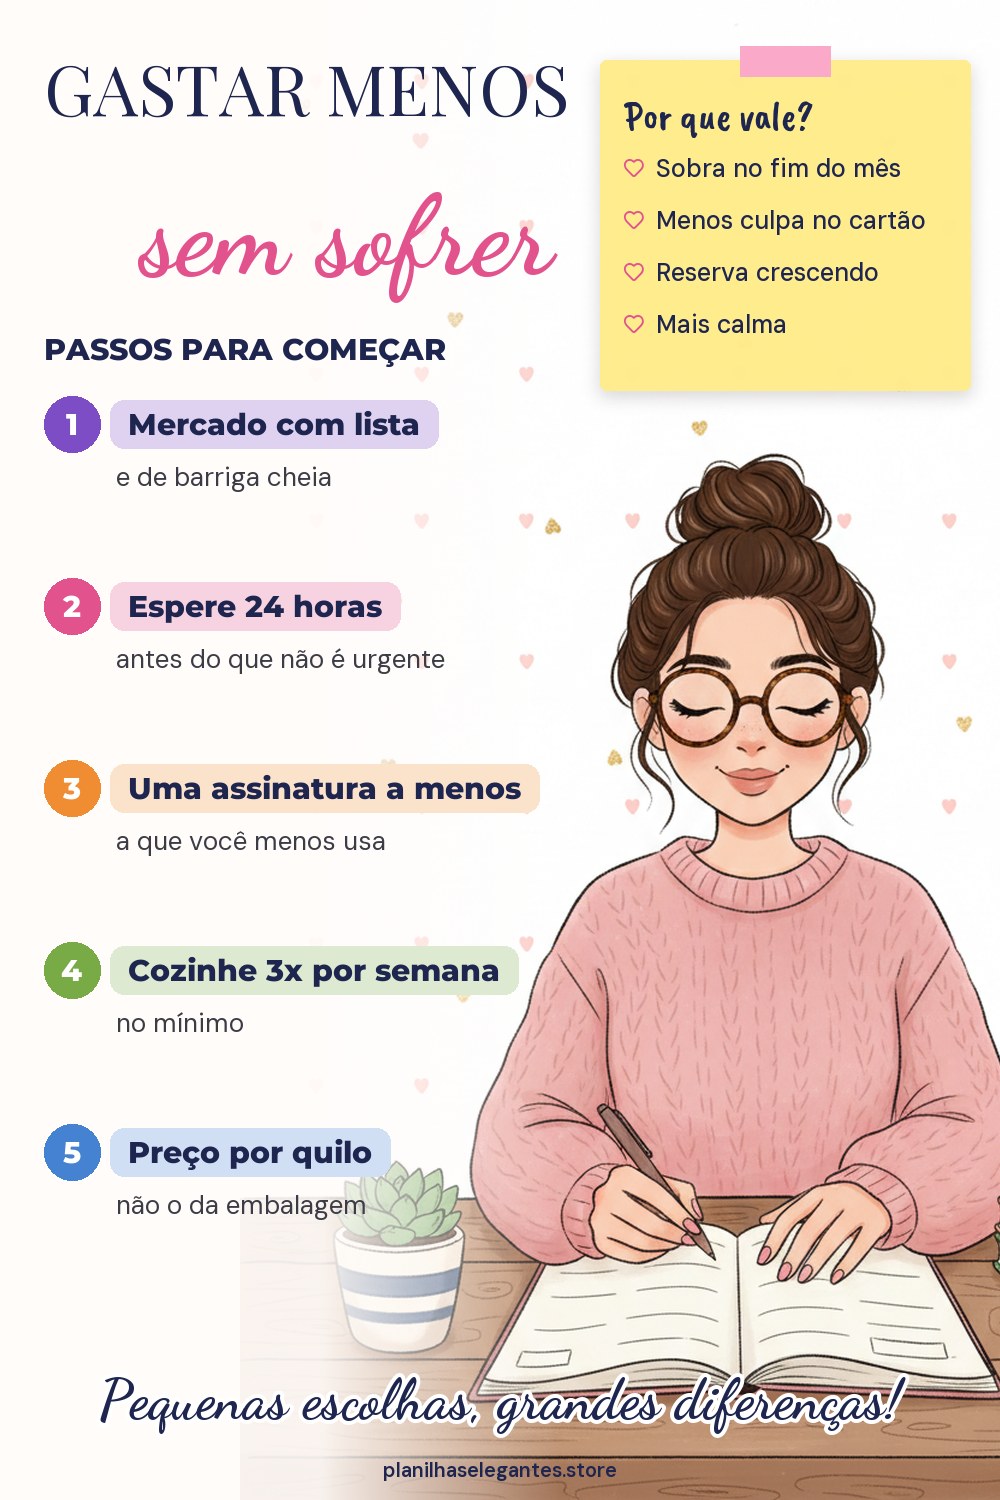 GASTAR MENOS
sem sofrer
Por que vale?
Sobra no fim do mês
Menos culpa no cartão
Reserva crescendo
Mais calma
PASSOS PARA COMEÇAR
1 Mercado com lista
e de barriga cheia
2 Espere 24 horas
antes do que não é urgente
3 Uma assinatura a menos
a que você menos usa
4 Cozinhe 3x por semana
no mínimo
5 Preço por quilo
não o da embalagem
Pequenas escolhas, grandes diferenças!
planilhaselegantes.store